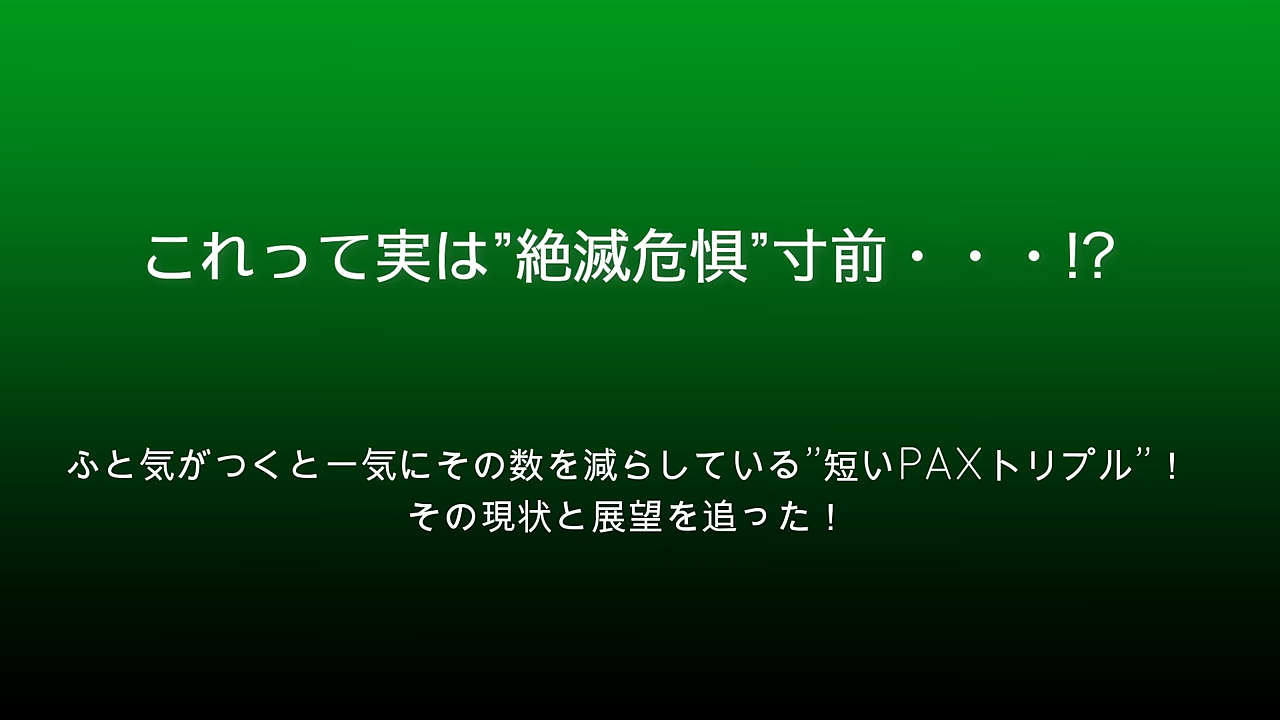 これって実は”絶滅危惧”寸前・・・!?
ふと気がつくと一気にその数を減らしている”短いPAXトリプル”！
その現状と展望を追った！